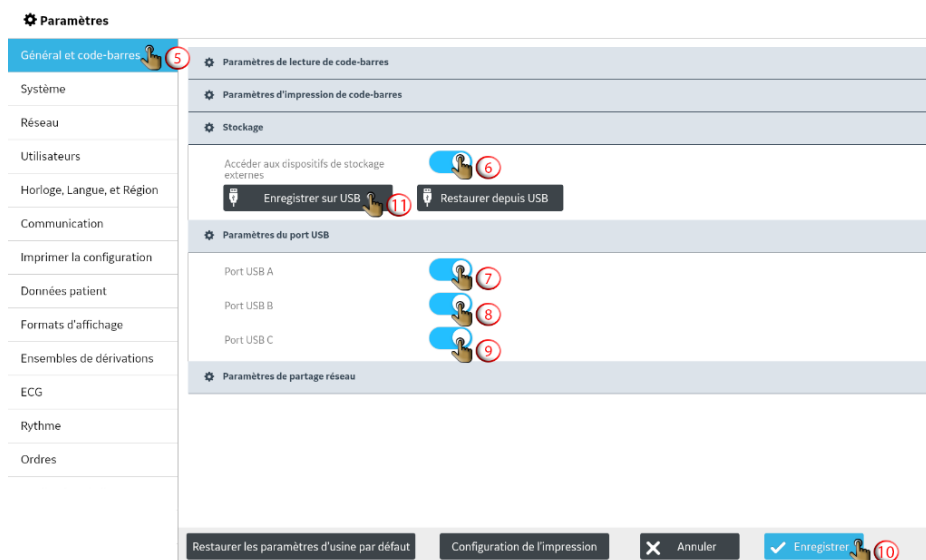 Paramètres
Général et code-barres
5
Système
Réseau
Utilisateurs
Horloge, Langue, et Région
Communication
Imprimer la configuration
Données patient
Formats d'affichage
Ensembles de dérivations
ECG
Rythme
Ordres
Paramètres de lecture de code-barres
Paramètres d'impression de code-barres
Stockage
Accéder aux dispositifs de stockage
externes
6
Enregistrer sur USB
11
Restaurer depuis USB
Paramètres du port USB
Port USB A
7
Port USB B
8
Port USB C
9
Paramètres de partage réseau
Restaurer les paramètres d'usine par défaut
Configuration de l'impression
Annuler
Enregistrer
10